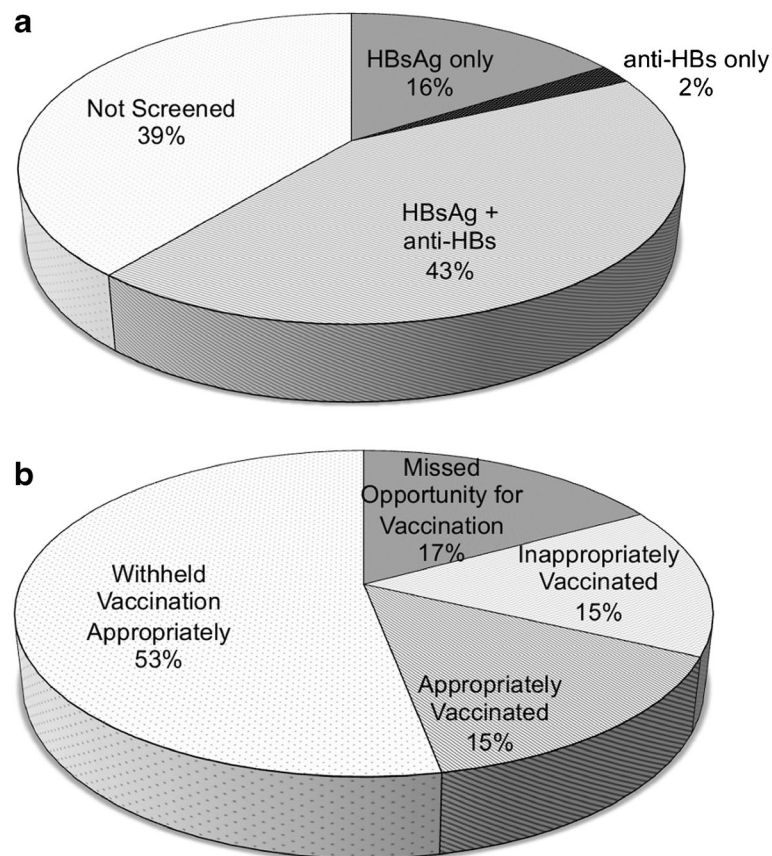 a
HBsAg only
16%
anti-HBs only
2%
Not Screened
39%
HBsAg +
anti-HBs
43%
b
Missed
Opportunity for
Vaccination
17%
Inappropriately
Vaccinated
15%
Withheld
Vaccination
Appropriately
53%
Appropriately
Vaccinated
15%